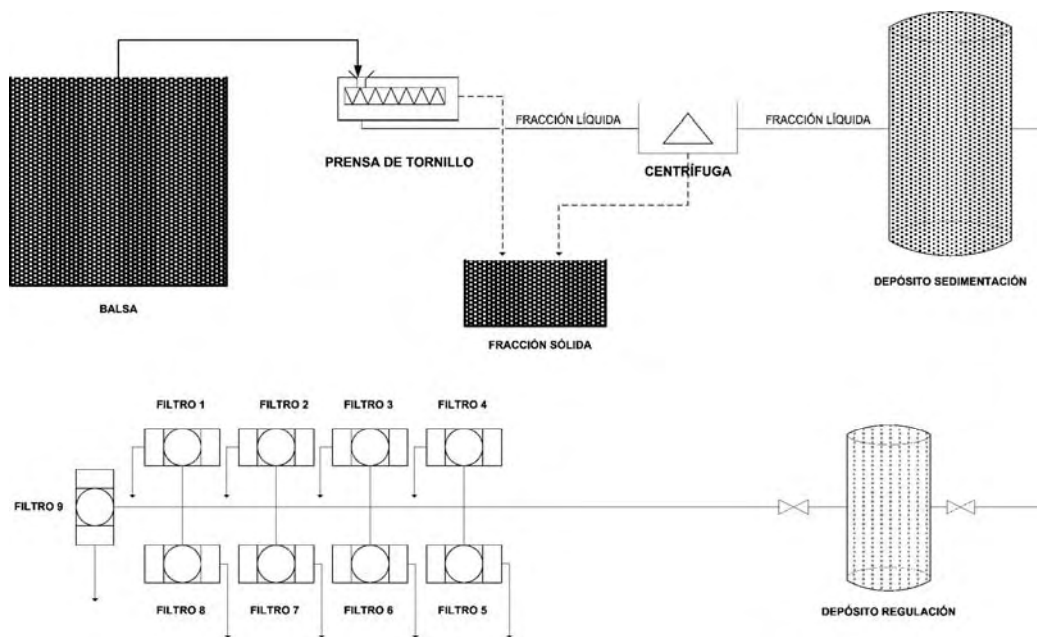 FRACCIÓN LÍQUIDA
FRACCIÓN LÍQUIDA
PRENSA DE TORNILLO
CENTRÍFUGA
DEPÓSITO SEDIMENTACIÓN
BALSA
FRACCIÓN SÓLIDA
FILTRO 1
FILTRO 2
FILTRO 3
FILTRO 4
FILTRO 9
FILTRO 8
FILTRO 7
FILTRO 6
FILTRO 5
DEPÓSITO REGULACIÓN